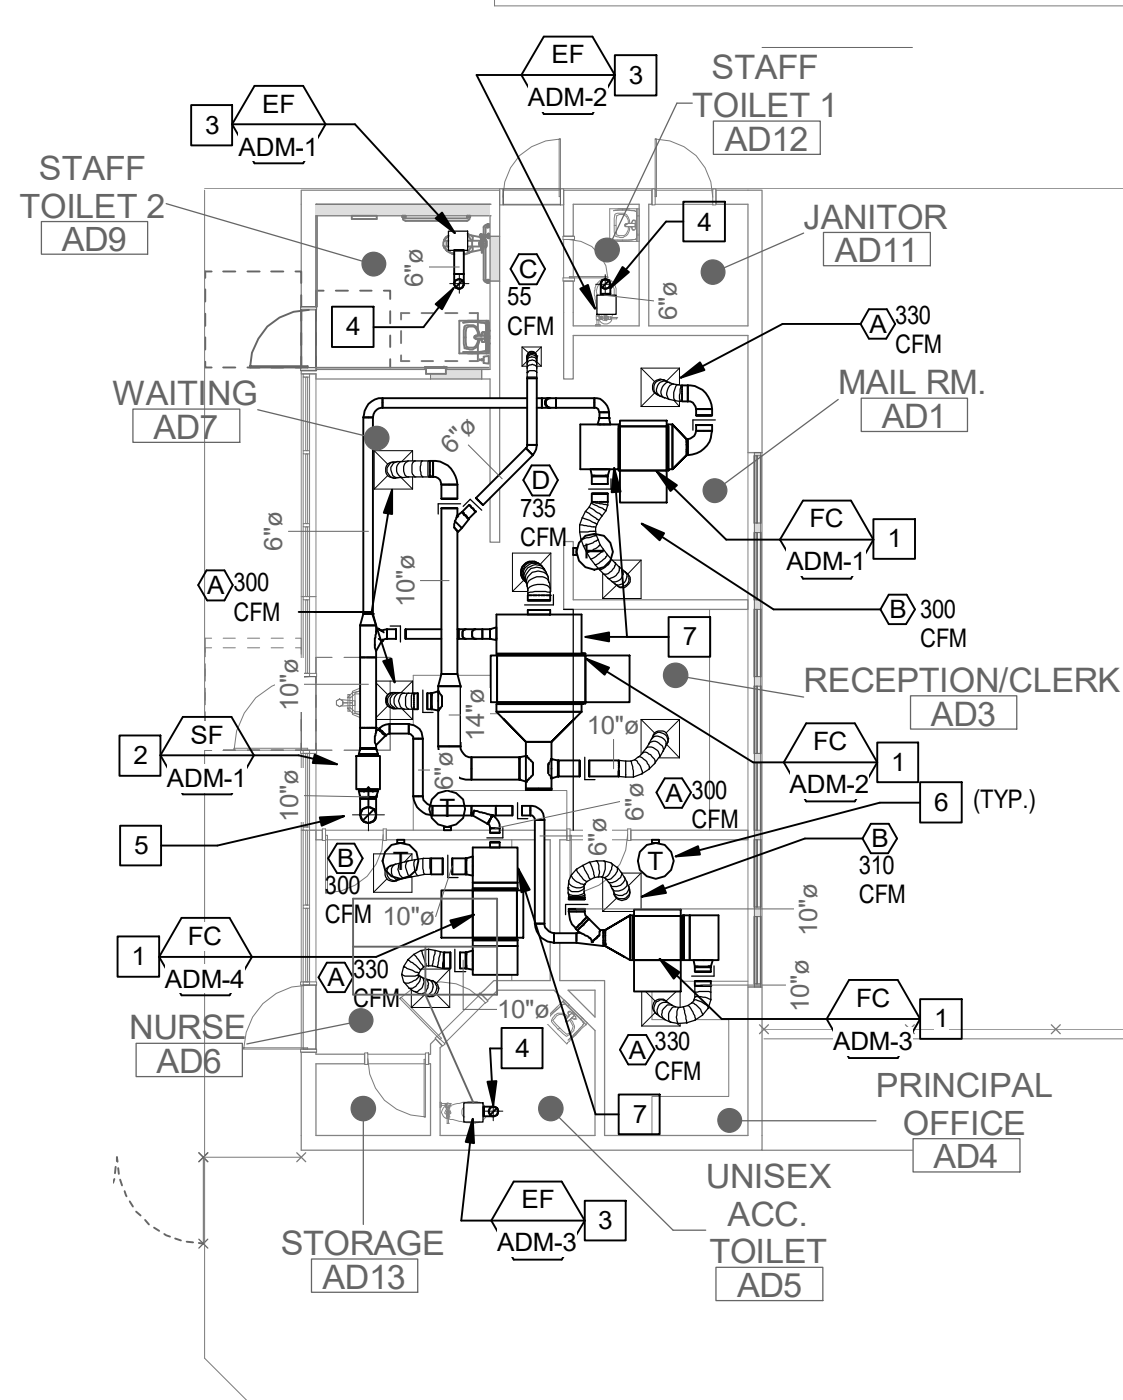 EF
ADM-2
3
STAFF
TOILET 1
AD12
3
EF
ADM-1
STAFF
TOILET 2
AD9
4
JANITOR
AD11
6"ø
C
55
CFM
6"ø
4
A
330
CFM
WAITING
AD7
MAIL RM.
AD1
6"ø
D
735
CFM
FC
ADM-1
1
6"ø
10"ø
A
300
CFM
B
300
CFM
7
RECEPTION/CLERK
AD3
10"ø
14"ø
10"ø
2
SF
ADM-1
FC
ADM-2
1
6"ø
10"ø
T
A
300
CFM
6"ø
6
(TYP.)
5
B
300
CFM
T
6"ø
T
B
310
CFM
10"ø
10"ø
1
FC
ADM-4
A
330
CFM
10"ø
10"ø
FC
ADM-3
1
NURSE
AD6
4
A
330
CFM
7
PRINCIPAL
OFFICE
AD4
EF
ADM-3
3
UNISEX
ACC.
TOILET
AD5
STORAGE
AD13